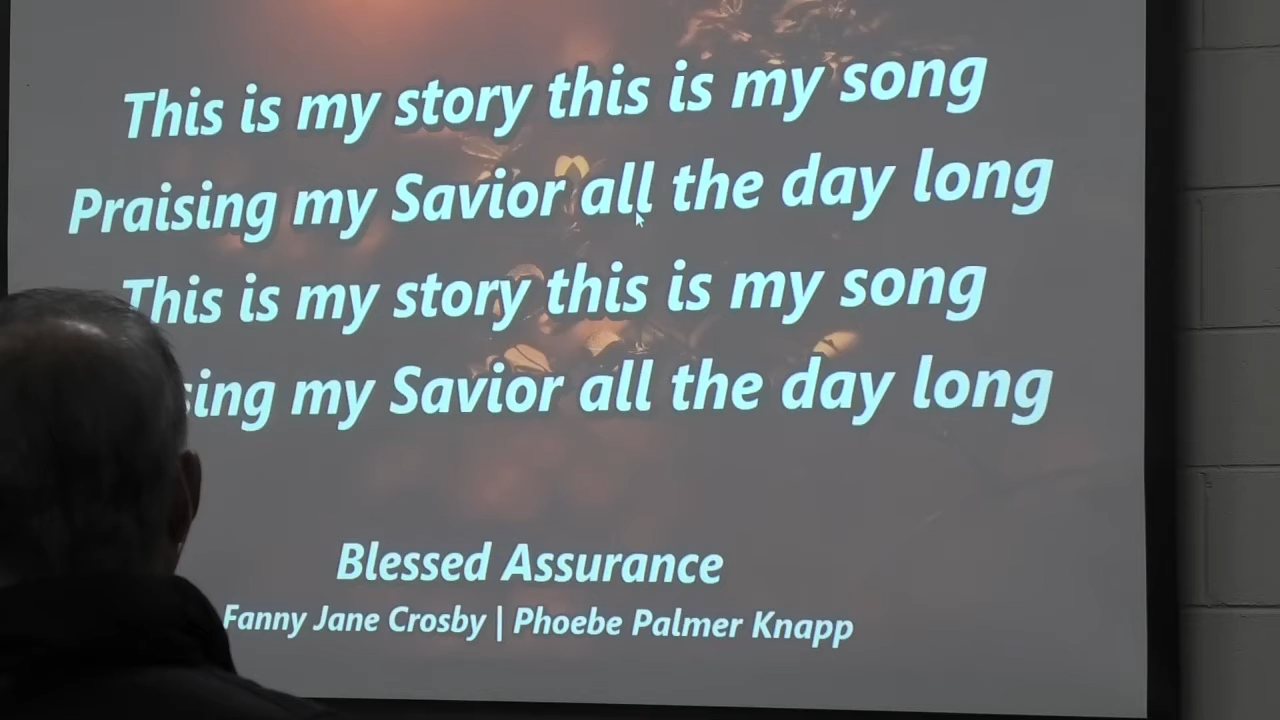 This is my story this is my song
Praising my Savior all the day long
This is my story this is my song
my Savior all the day long
Blessed Assurance
Fanny Jane Crosby | Phoebe Palmer Knapp